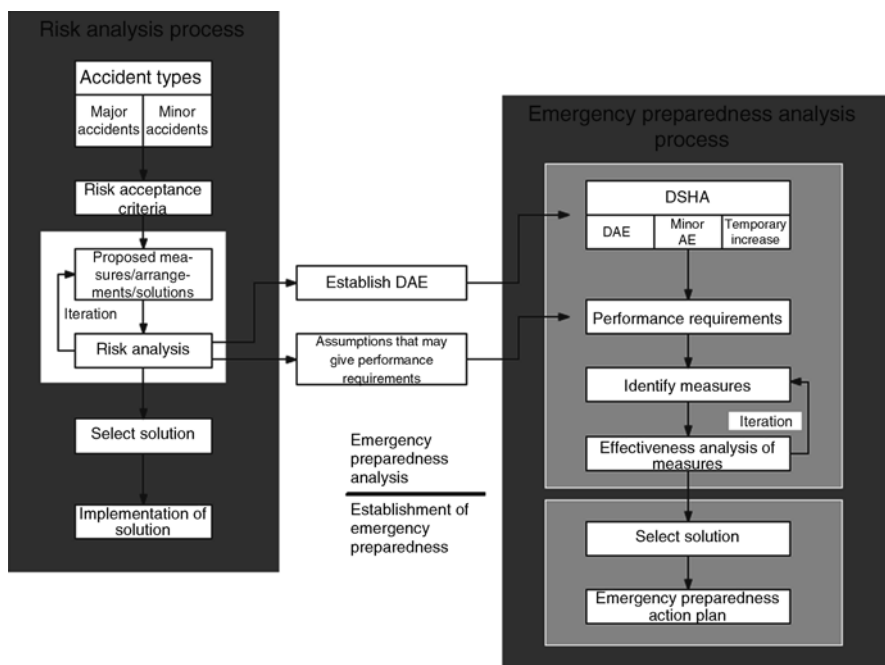 Risk analysis process
Accident types
Major
accidents
Minor
accidents
Risk acceptance
criteria
Proposed mea-
sures/arrange-
ments/solutions
Iteration
Risk analysis
Select solution
Implementation of
solution
Establish DAE
Assumptions that may
give performance
requirements
Emergency
preparedness
analysis
Establishment of
emergency
preparedness
Emergency preparedness analysis
process
DSHA
DAE
Minor
AE
Temporary
increase
Performance requirements
Identify measures
Iteration
Effectiveness analysis of
measures
Select solution
Emergency preparedness
action plan